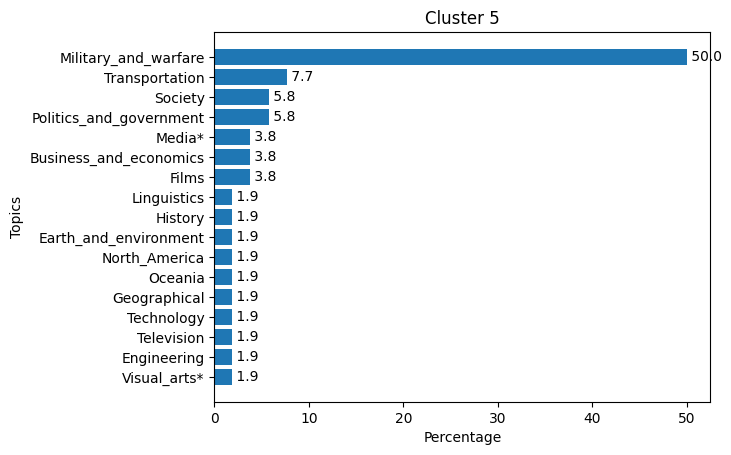 Cluster 5
Military_and_warfare 50.0
Transportation 7.7
Society 5.8
Politics_and_government 5.8
Media* 3.8
Business_and_economics 3.8
Films 3.8
Linguistics 1.9
History 1.9
Earth_and_environment 1.9
North_America 1.9
Oceania 1.9
Geographical 1.9
Technology 1.9
Television 1.9
Engineering 1.9
Visual_arts* 1.9
Topics
0 10 20 30 40 50
Percentage